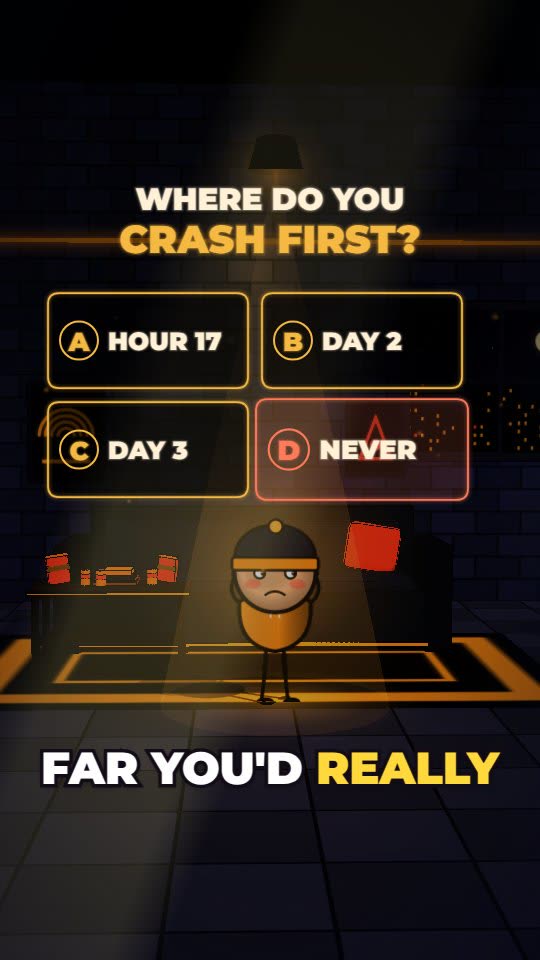 WHERE DO YOU
CRASH FIRST?
A HOUR 17
B DAY 2
C DAY 3
D NEVER
FAR YOU'D REALLY